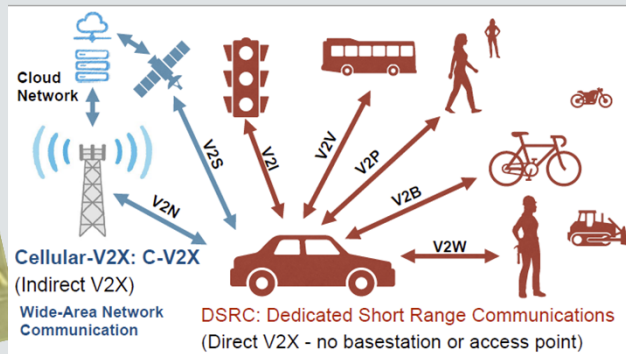 Cloud
Network
V2S
V2I
V2V
V2P
V2B
V2N
V2W
Cellular-V2X: C-V2X
(Indirect V2X)
Wide-Area Network
Communication
DSRC: Dedicated Short Range Communications
(Direct V2X - no basestation or access point)